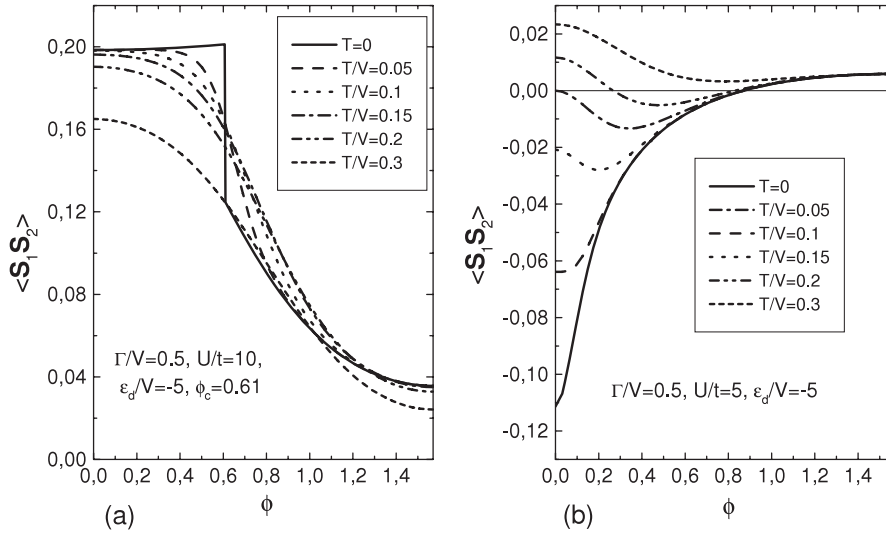 0,20
0,16
0,12
0,08
0,04
0,00
<S₁S₂>
T=0
T/V=0.05
T/V=0.1
T/V=0.15
T/V=0.2
T/V=0.3
Γ/V=0.5, U/t=10,
ε_d/V=-5, ϕ_c=0.61
0,0 0,2 0,4 0,6 0,8 1,0 1,2 1,4
ϕ
(a)
0,02
0,00
-0,02
-0,04
-0,06
-0,08
-0,10
-0,12
<S₁S₂>
T=0
T/V=0.05
T/V=0.1
T/V=0.15
T/V=0.2
T/V=0.3
Γ/V=0.5, U/t=5, ε_d/V=-5
0,0 0,2 0,4 0,6 0,8 1,0 1,2 1,4
ϕ
(b)